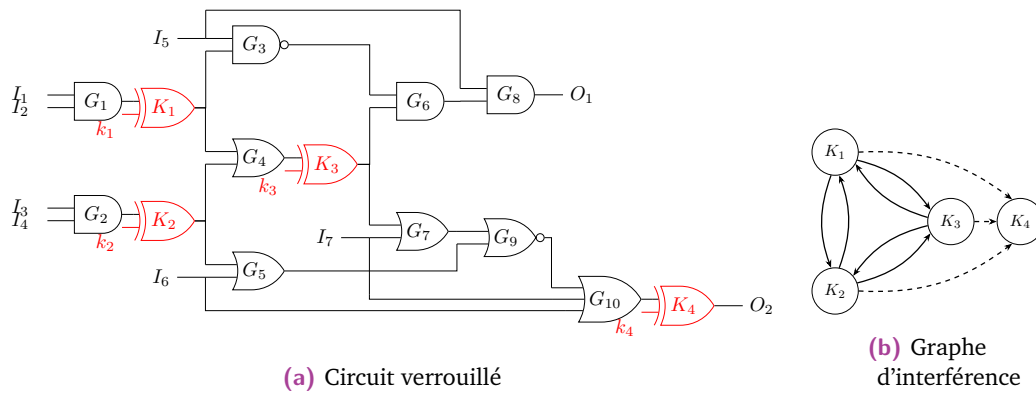 I5
G3
I1
I2
G1
K1
k1
G6
G8
O1
G4
K3
k3
I3
I4
G2
K2
k2
I7
G7
G9
I6
G5
G10
K4
k4
O2
(a) Circuit verrouillé
K1
K3
K4
K2
(b) Graphe
d'interférence